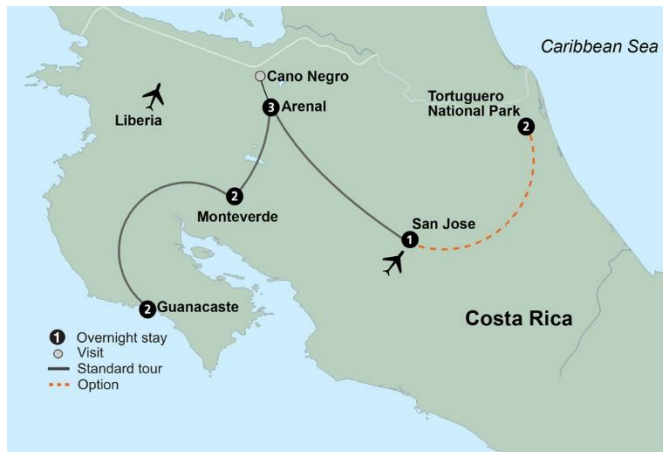 Caribbean Sea
Cano Negro
3 Arenal
Liberia
Tortuguero
National Park
2
2
Monteverde
San Jose
1
2 Guanacaste
Costa Rica
1 Overnight stay
Visit
Standard tour
Option